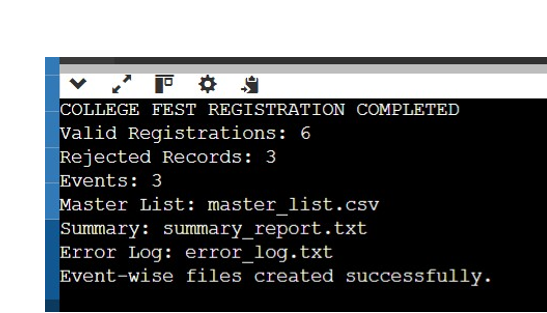 COLLEGE FEST REGISTRATION COMPLETED
Valid Registrations: 6
Rejected Records: 3
Events: 3
Master List: master_list.csv
Summary: summary_report.txt
Error Log: error_log.txt
Event-wise files created successfully.